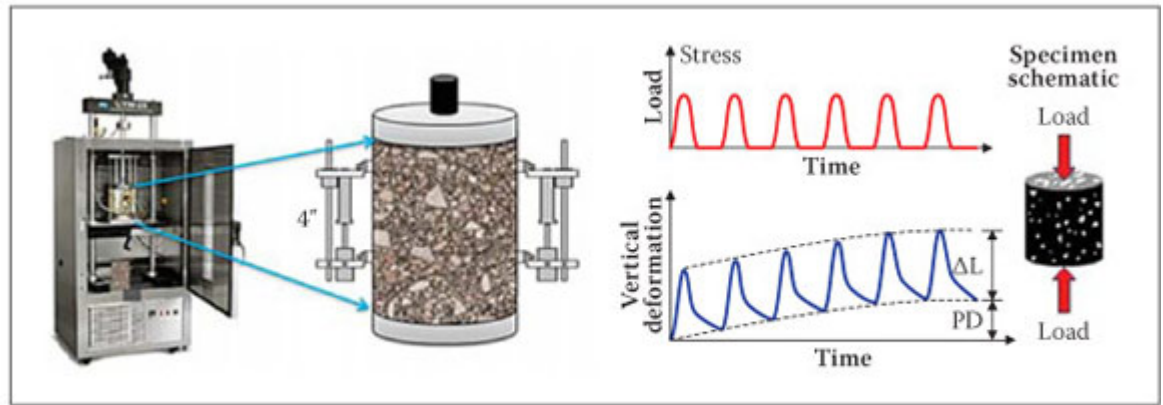 4"
Stress
Load
Time
Vertical
deformation
ΔL
PD
Time
Specimen
schematic
Load
Load